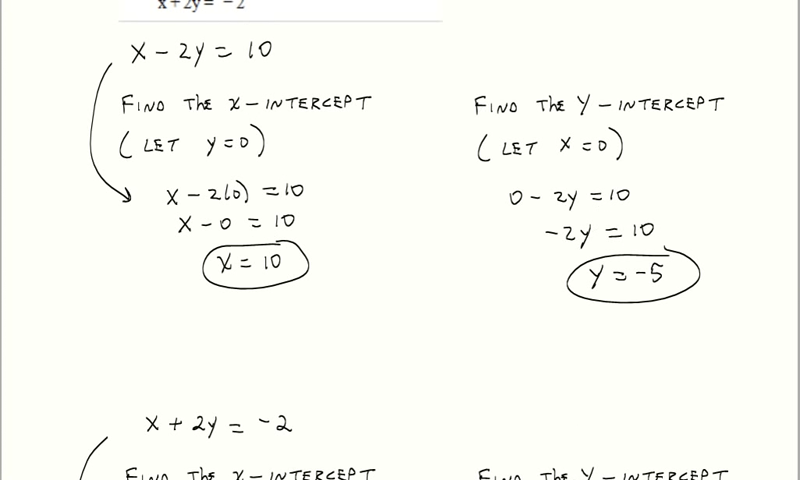 x+2y= -2
x - 2y = 10
FIND THE x-INTERCEPT
(LET y=0)
x - 2(0) = 10
x - 0 = 10
x = 10
FIND THE Y-INTERCEPT
(LET x=0)
0 - 2y = 10
-2y = 10
y = -5
x + 2y = -2
FIND THE x-INTERCEPT
FIND THE Y-INTERCEPT